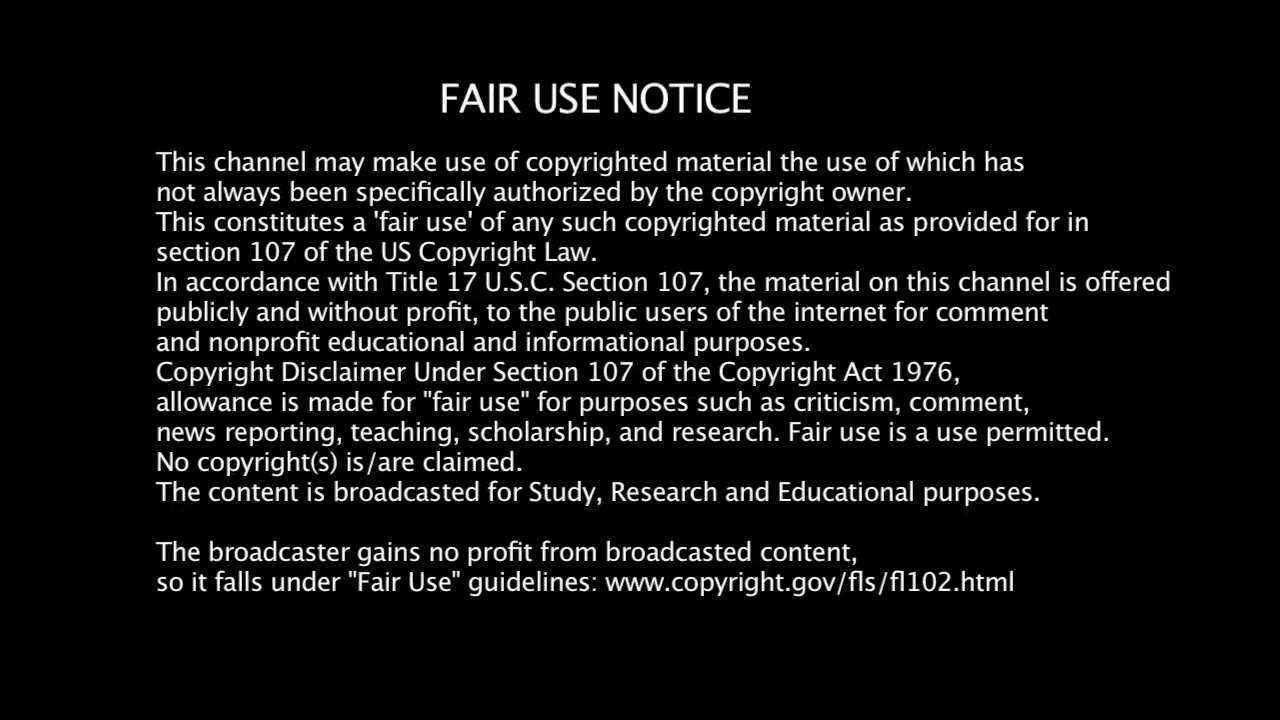 FAIR USE NOTICE
This channel may make use of copyrighted material the use of which has
not always been specifically authorized by the copyright owner.
This constitutes a 'fair use' of any such copyrighted material as provided for in
section 107 of the US Copyright Law.
In accordance with Title 17 U.S.C. Section 107, the material on this channel is offered
publicly and without profit, to the public users of the internet for comment
and nonprofit educational and informational purposes.
Copyright Disclaimer Under Section 107 of the Copyright Act 1976,
allowance is made for "fair use" for purposes such as criticism, comment,
news reporting, teaching, scholarship, and research. Fair use is a use permitted.
No copyright(s) is/are claimed.
The content is broadcasted for Study, Research and Educational purposes.
The broadcaster gains no profit from broadcasted content,
so it falls under "Fair Use" guidelines: www.copyright.gov/fls/fl102.html